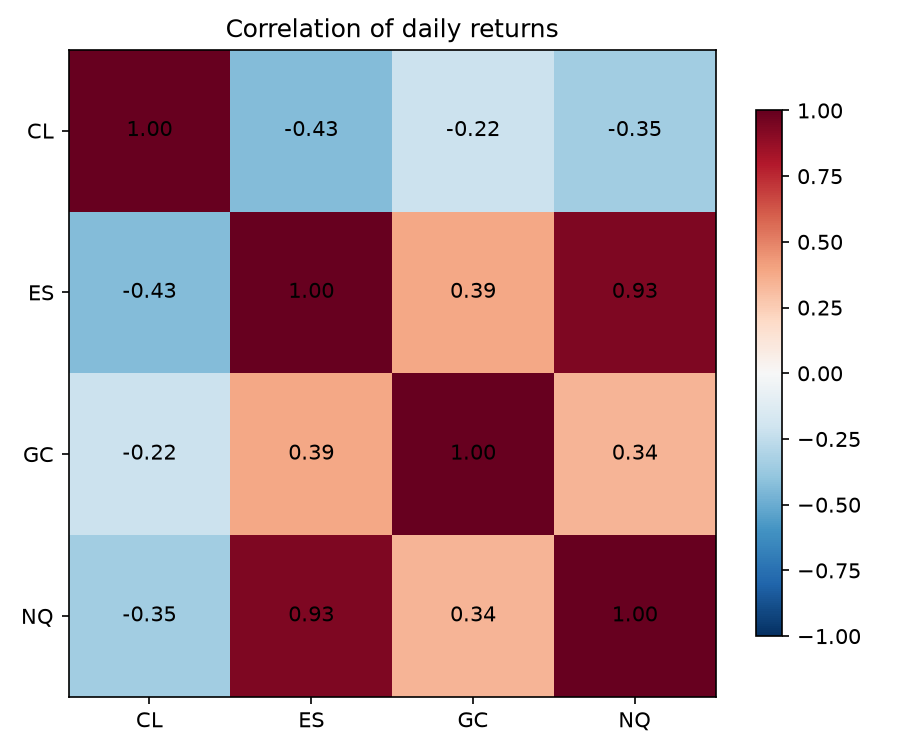 Correlation of daily returns
CL 1.00 -0.43 -0.22 -0.35
ES -0.43 1.00 0.39 0.93
GC -0.22 0.39 1.00 0.34
NQ -0.35 0.93 0.34 1.00
CL ES GC NQ
1.00
0.75
0.50
0.25
0.00
−0.25
−0.50
−0.75
−1.00